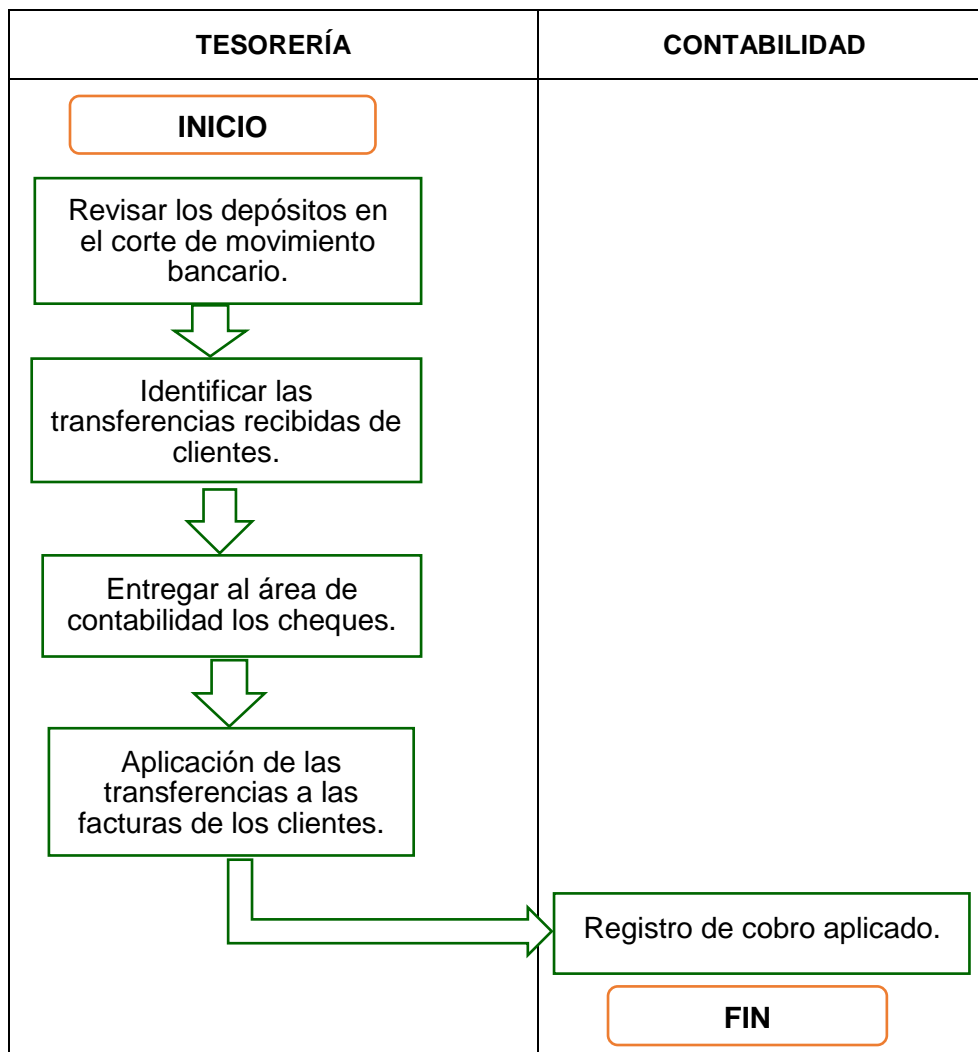 TESORERÍA
CONTABILIDAD
INICIO
Revisar los depósitos en
el corte de movimiento
bancario.
Identificar las
transferencias recibidas de
clientes.
Entregar al área de
contabilidad los cheques.
Aplicación de las
transferencias a las
facturas de los clientes.
Registro de cobro aplicado.
FIN